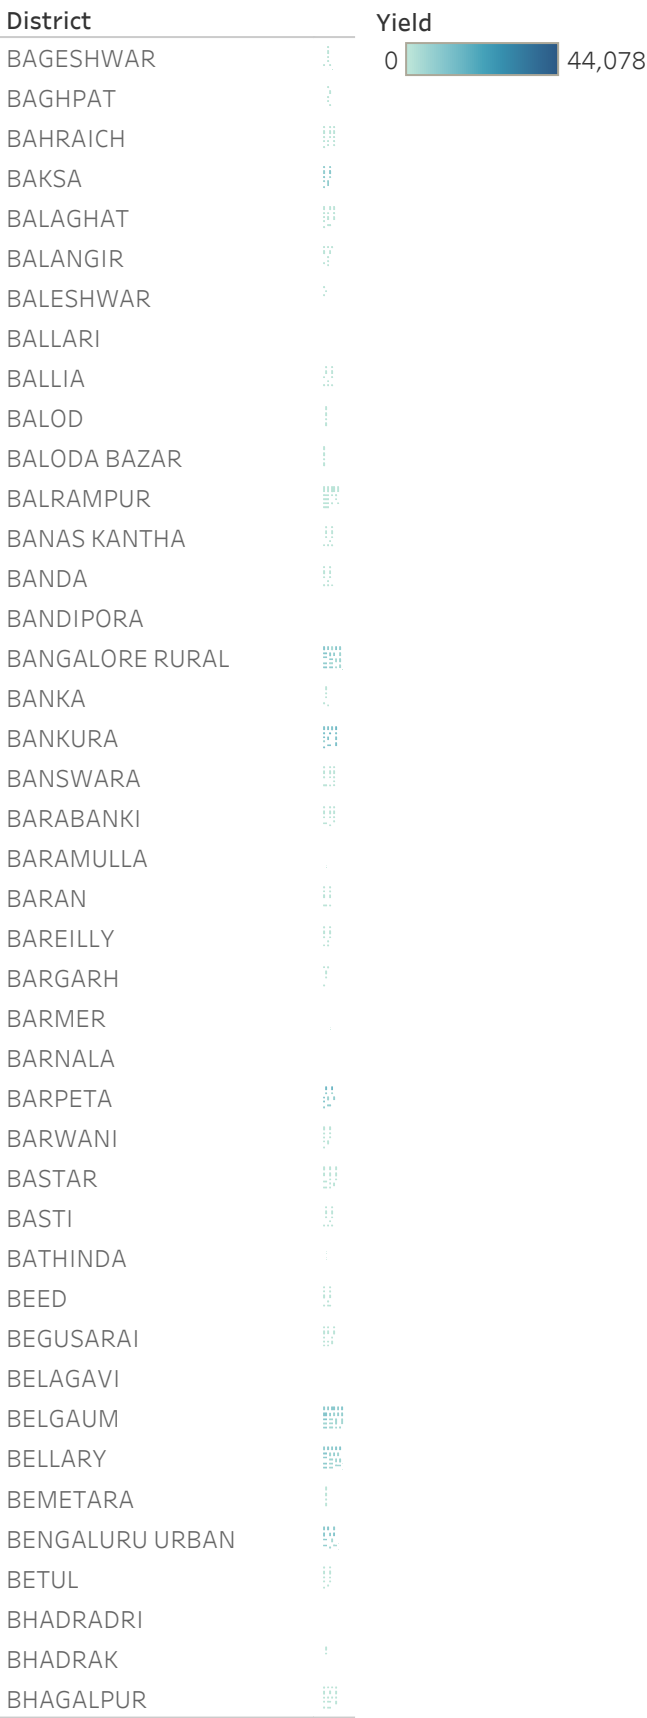 District
Yield
0 44,078
BAGESHWAR
BAGHPAT
BAHRAICH
BAKSA
BALAGHAT
BALANGIR
BALESHWAR
BALLARI
BALLIA
BALOD
BALODA BAZAR
BALRAMPUR
BANAS KANTHA
BANDA
BANDIPORA
BANGALORE RURAL
BANKA
BANKURA
BANSWARA
BARABANKI
BARAMULLA
BARAN
BAREILLY
BARGARH
BARMER
BARNALA
BARPETA
BARWANI
BASTAR
BASTI
BATHINDA
BEED
BEGUSARAI
BELAGAVI
BELGAUM
BELLARY
BEMETARA
BENGALURU URBAN
BETUL
BHADRADRI
BHADRAK
BHAGALPUR